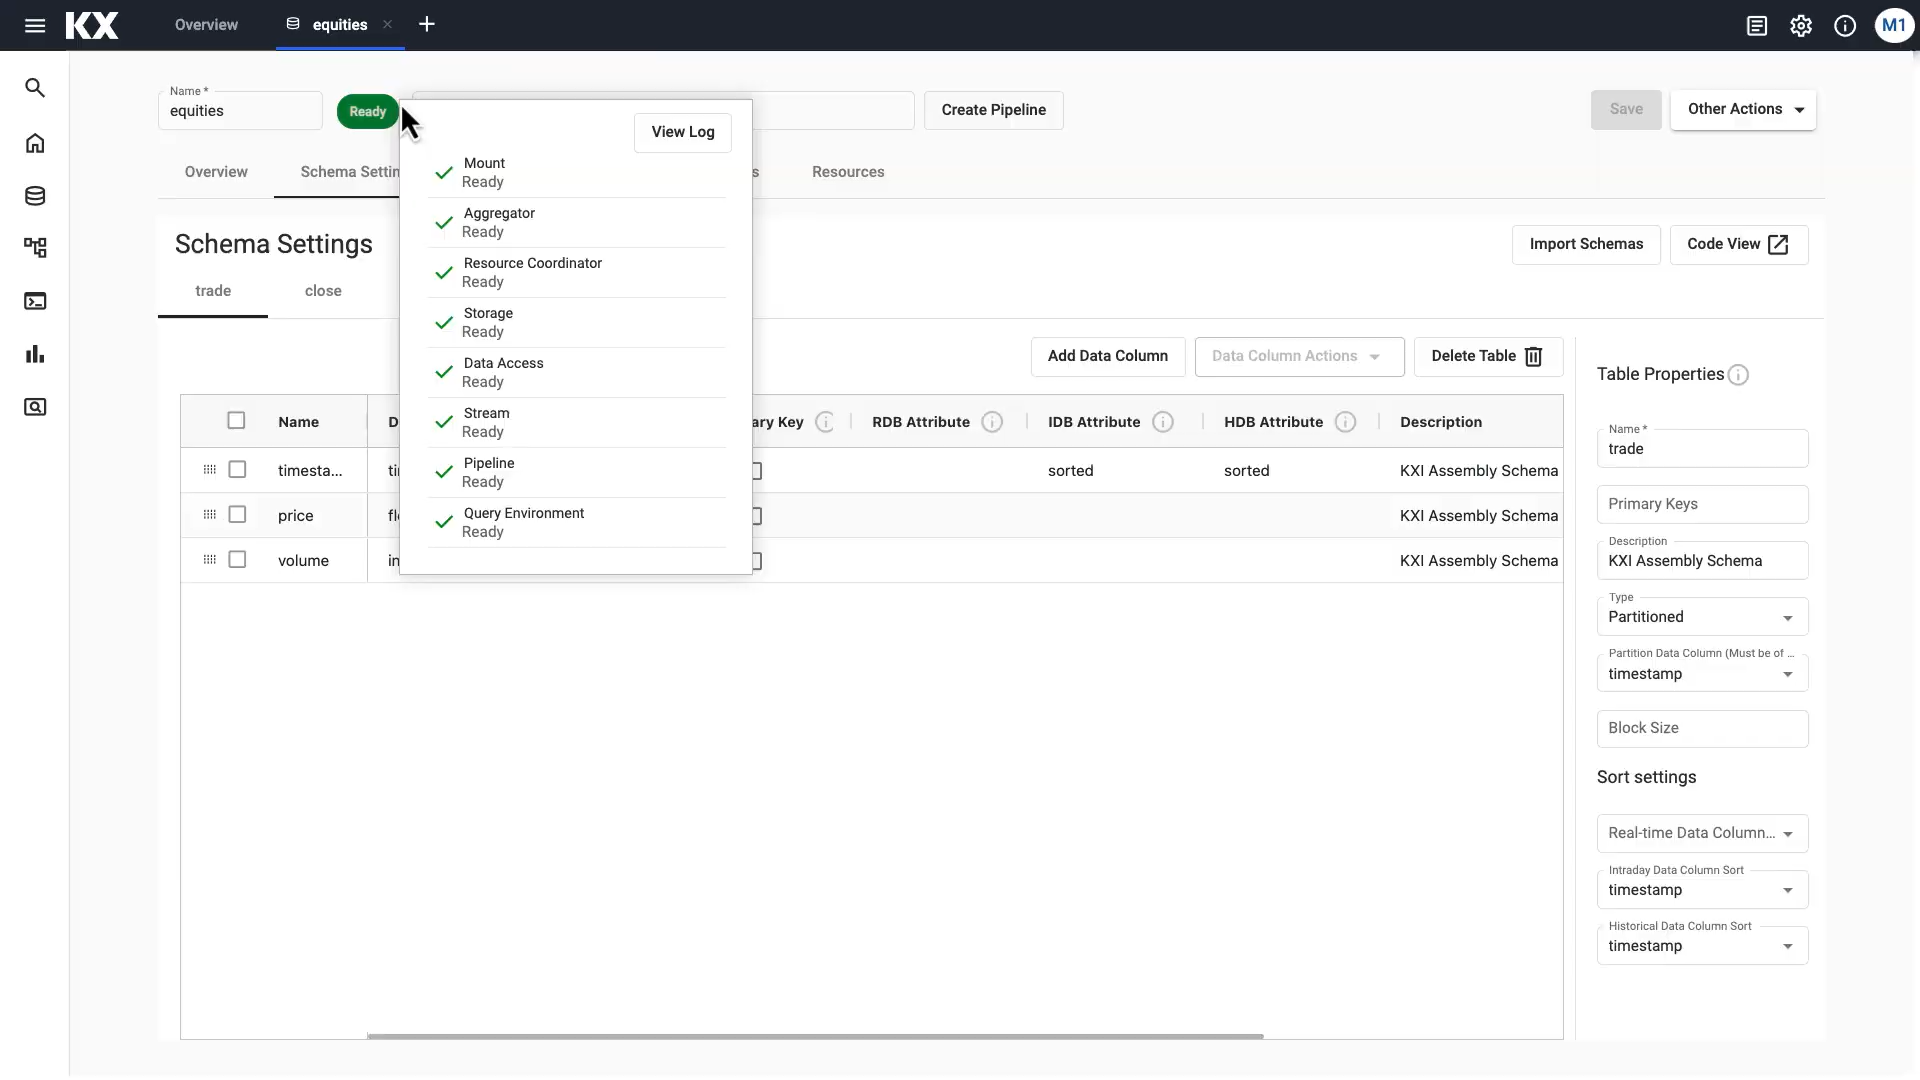 KX
Overview
equities
M1
Name *
equities
Ready
Create Pipeline
Save
Other Actions
View Log
Mount
Ready
Aggregator
Ready
Resource Coordinator
Ready
Storage
Ready
Data Access
Ready
Stream
Ready
Pipeline
Ready
Query Environment
Ready
Overview
Schema Settin
s
Resources
Schema Settings
Import Schemas
Code View
trade
close
Add Data Column
Data Column Actions
Delete Table
Name
D
ary Key
RDB Attribute
IDB Attribute
HDB Attribute
Description
timesta...
ti
sorted
sorted
KXI Assembly Schema
price
fl
KXI Assembly Schema
volume
in
KXI Assembly Schema
Table Properties
Name *
trade
Primary Keys
Description
KXI Assembly Schema
Type
Partitioned
Partition Data Column (Must be of ...
timestamp
Block Size
Sort settings
Real-time Data Column...
Intraday Data Column Sort
timestamp
Historical Data Column Sort
timestamp